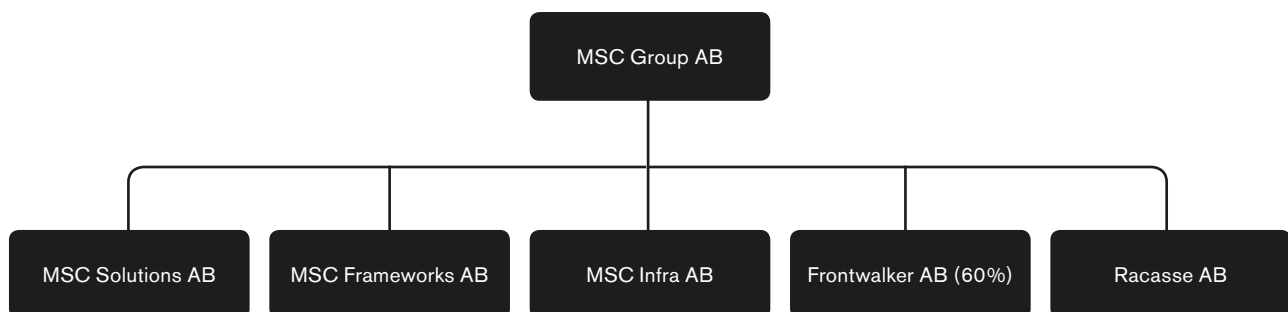 MSC Group AB
MSC Solutions AB
MSC Frameworks AB
MSC Infra AB
Frontwalker AB (60%)
Racasse AB